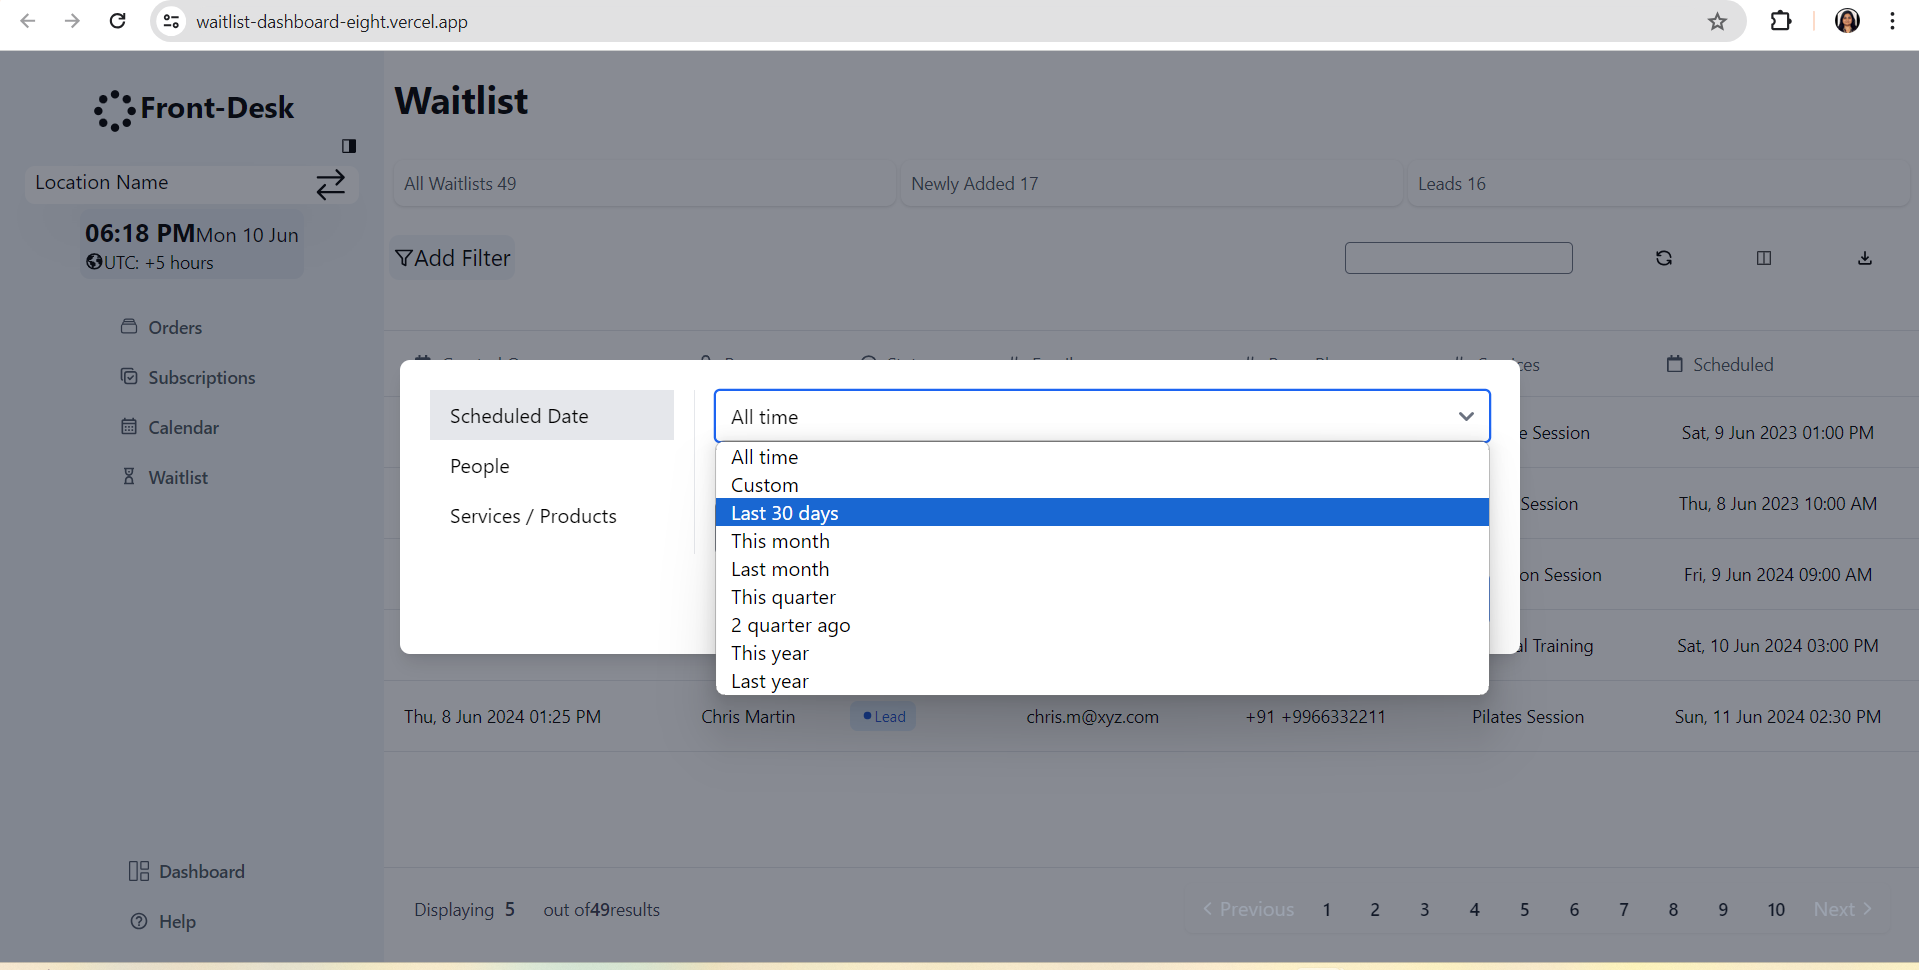 waitlist-dashboard-eight.vercel.app
Front-Desk
Location Name
06:18 PM Mon 10 Jun
UTC: +5 hours
Orders
Subscriptions
Calendar
Waitlist
Dashboard
Help
Waitlist
All Waitlists 49
Newly Added 17
Leads 16
Add Filter
Scheduled
Scheduled Date
People
Services / Products
All time
All time
Custom
Last 30 days
This month
Last month
This quarter
2 quarter ago
This year
Last year
Session
Sat, 9 Jun 2023 01:00 PM
Session
Thu, 8 Jun 2023 10:00 AM
Session
Fri, 9 Jun 2024 09:00 AM
Training
Sat, 10 Jun 2024 03:00 PM
Thu, 8 Jun 2024 01:25 PM
Chris Martin
Lead
chris.m@xyz.com
+91 +9966332211
Pilates Session
Sun, 11 Jun 2024 02:30 PM
Displaying 5 out of49results
Previous 1 2 3 4 5 6 7 8 9 10 Next